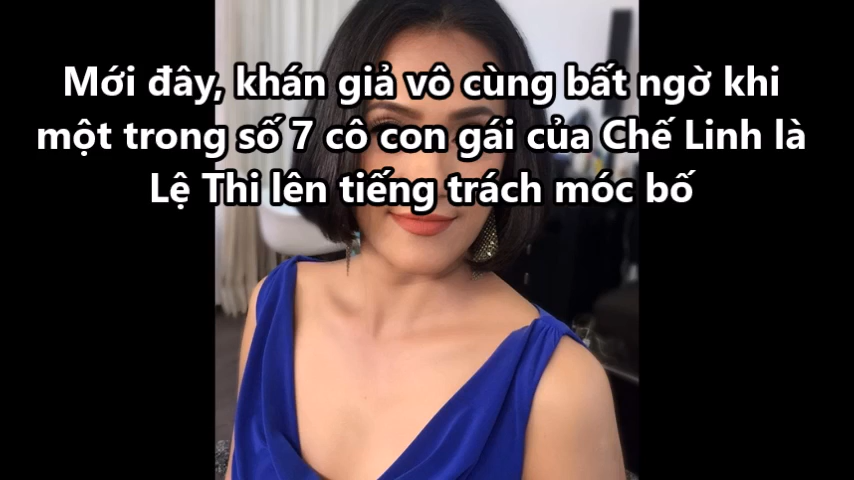 Mới đây, khán giả vô cùng bất ngờ khi
một trong số 7 cô con gái của Chế Linh là
Lệ Thi lên tiếng trách móc bố